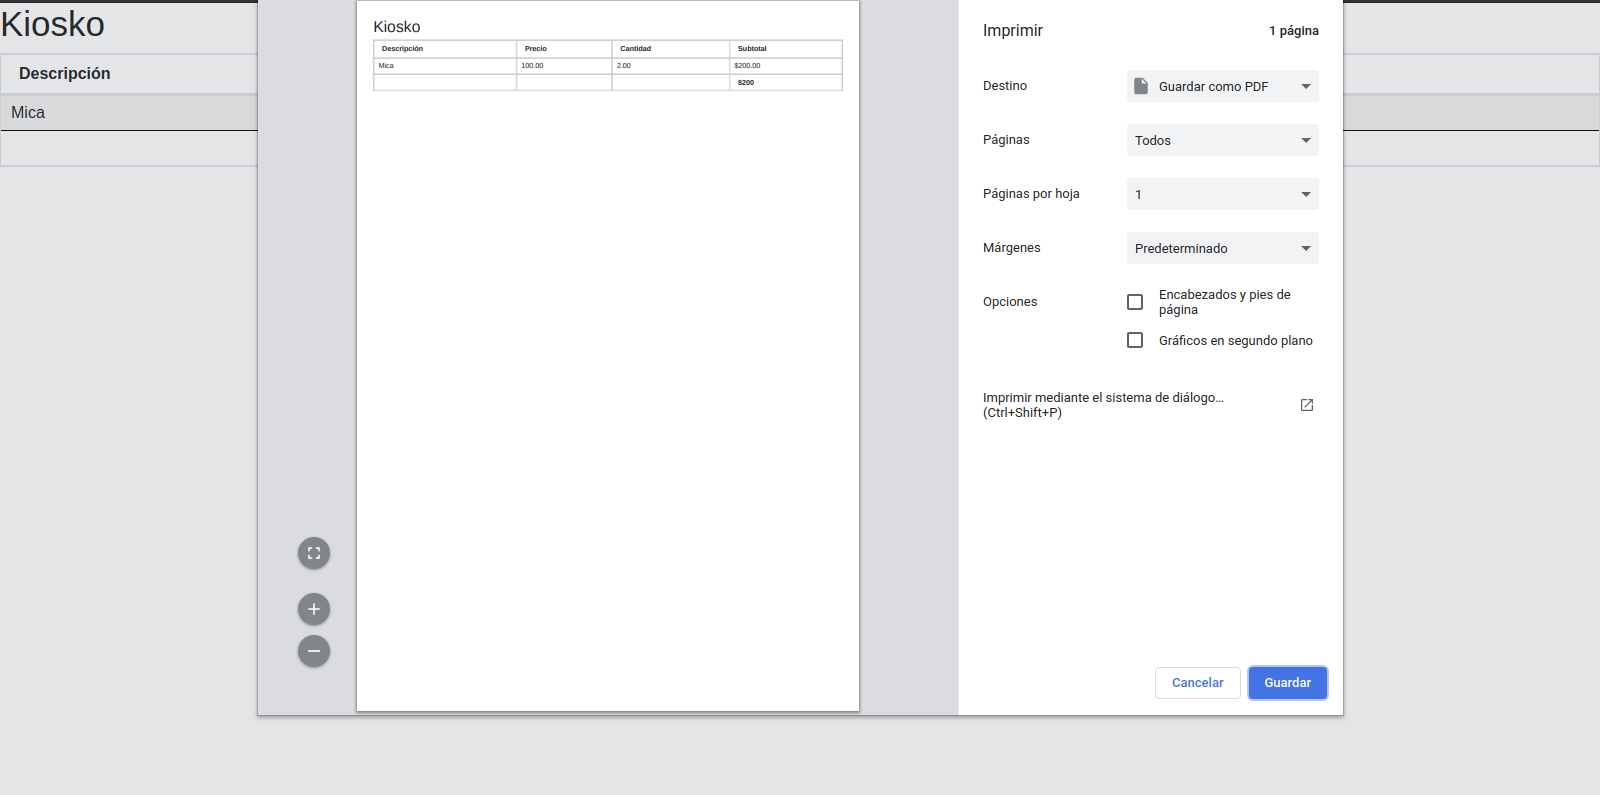 Kiosko
Descripción
Mica
Kiosko
Descripción Precio Cantidad Subtotal
Mica 100.00 2.00 $200.00
$200
Imprimir 1 página
Destino Guardar como PDF
Páginas Todos
Páginas por hoja 1
Márgenes Predeterminado
Opciones Encabezados y pies de
página
Gráficos en segundo plano
Imprimir mediante el sistema de diálogo...
(Ctrl+Shift+P)
Cancelar Guardar